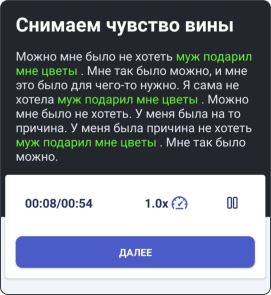 Снимаем чувство вины
Можно мне было не хотеть муж подарил
мне цветы . Мне так было можно, и мне
это было для чего-то нужно. Я сама не
хотела муж подарил мне цветы . Можно
мне было не хотеть. У меня была на то
причина. У меня была причина не хотеть
муж подарил мне цветы . Мне так было
можно.
00:08/00:54 1.0x
ДАЛЕЕ